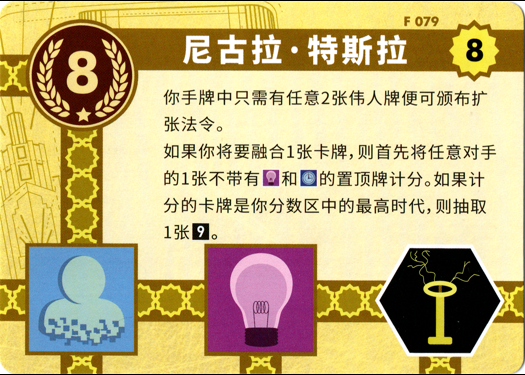 F 079
8
尼古拉·特斯拉
8
你手牌中只需有任意2张伟人牌便可颁布扩
张法令。
如果你将要融合1张卡牌,则首先将任意对手
的1张不带有和的置顶牌计分。如果计
分的卡牌是你分数区中的最高时代,则抽取
1张9。